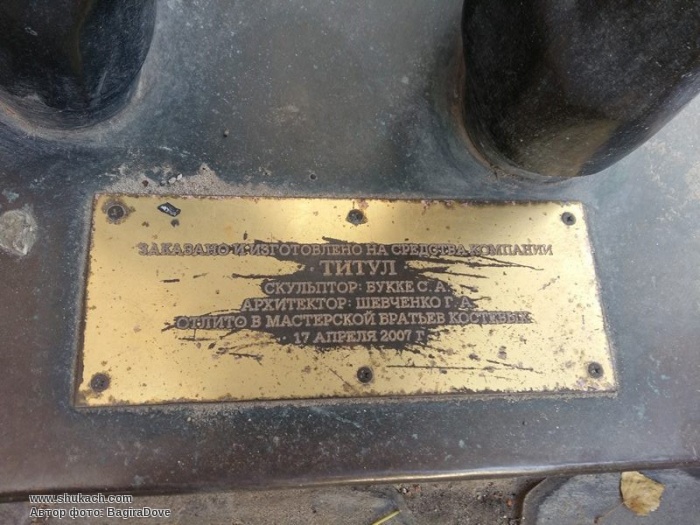 ЗАКАЗАНО И ИЗГОТОВЛЕНО НА СРЕДСТВА КОМПАНИИ
ТИТУЛ
СКУЛЬПТОР: БУККЕ С. А.
АРХИТЕКТОР: ШЕВЧЕНКО Г. А.
ОТЛИТО В МАСТЕРСКОЙ БРАТЬЕВ КОСТЕВЫХ
17 АПРЕЛЯ 2007 Г
www.shukach.com
Автор фото: BagiraDove